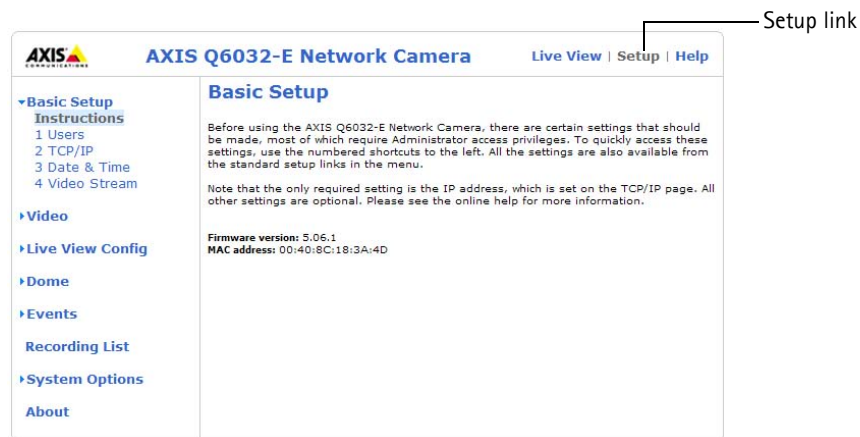 Setup link
AXIS
COMMUNICATIONS
AXIS Q6032-E Network Camera
Live View | Setup | Help
Basic Setup
Instructions
1 Users
2 TCP/IP
3 Date & Time
4 Video Stream
Video
Live View Config
Dome
Events
Recording List
System Options
About
Basic Setup
Before using the AXIS Q6032-E Network Camera, there are certain settings that should
be made, most of which require Administrator access privileges. To quickly access these
settings, use the numbered shortcuts to the left. All the settings are also available from
the standard setup links in the menu.
Note that the only required setting is the IP address, which is set on the TCP/IP page. All
other settings are optional. Please see the online help for more information.
Firmware version: 5.06.1
MAC address: 00:40:8C:18:3A:4D